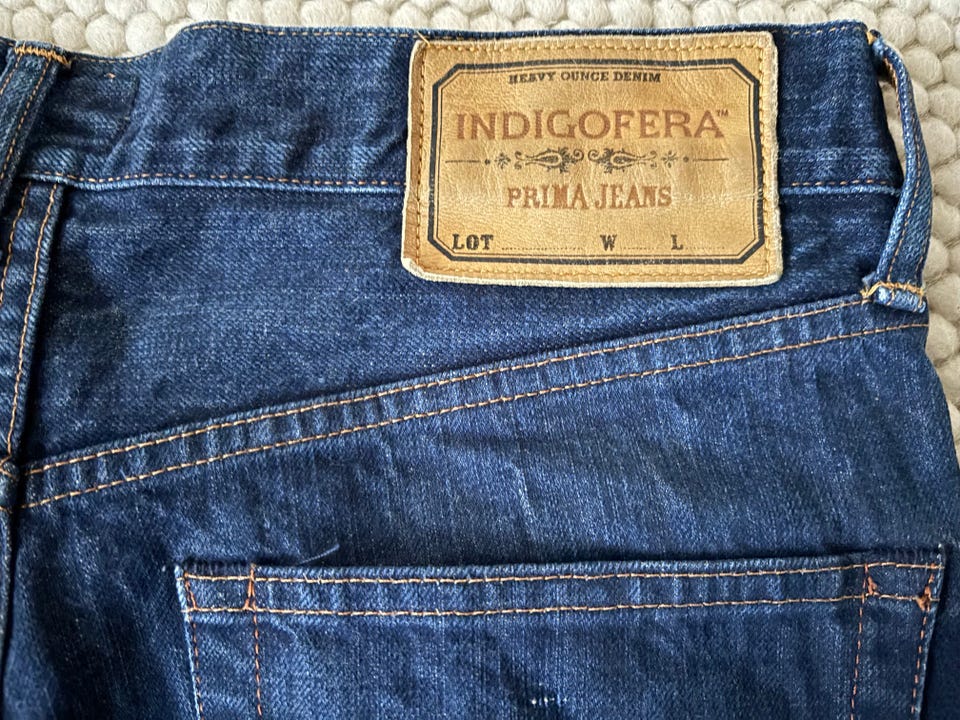 HEAVY OUNCE DENIM
INDIGOFERA™
PRIMA JEANS
LOT W L